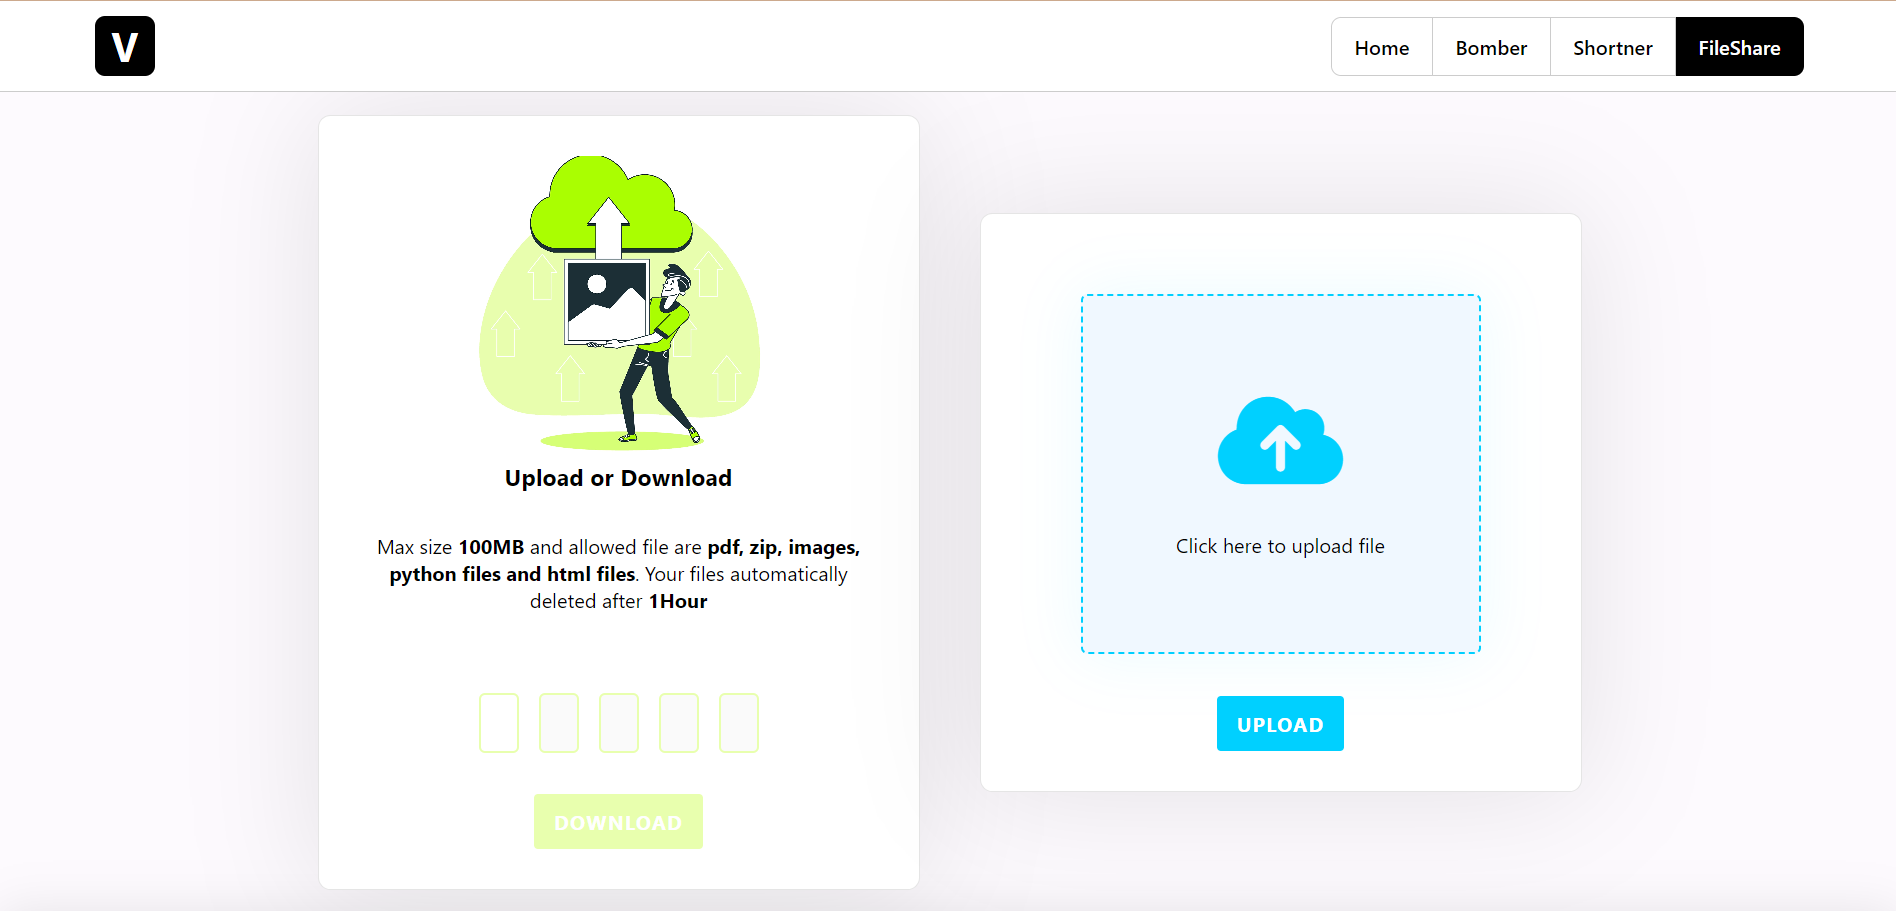 V
Home
Bomber
Shortner
FileShare
Upload or Download
Max size 100MB and allowed file are pdf, zip, images,
python files and html files. Your files automatically
deleted after 1Hour
DOWNLOAD
Click here to upload file
UPLOAD